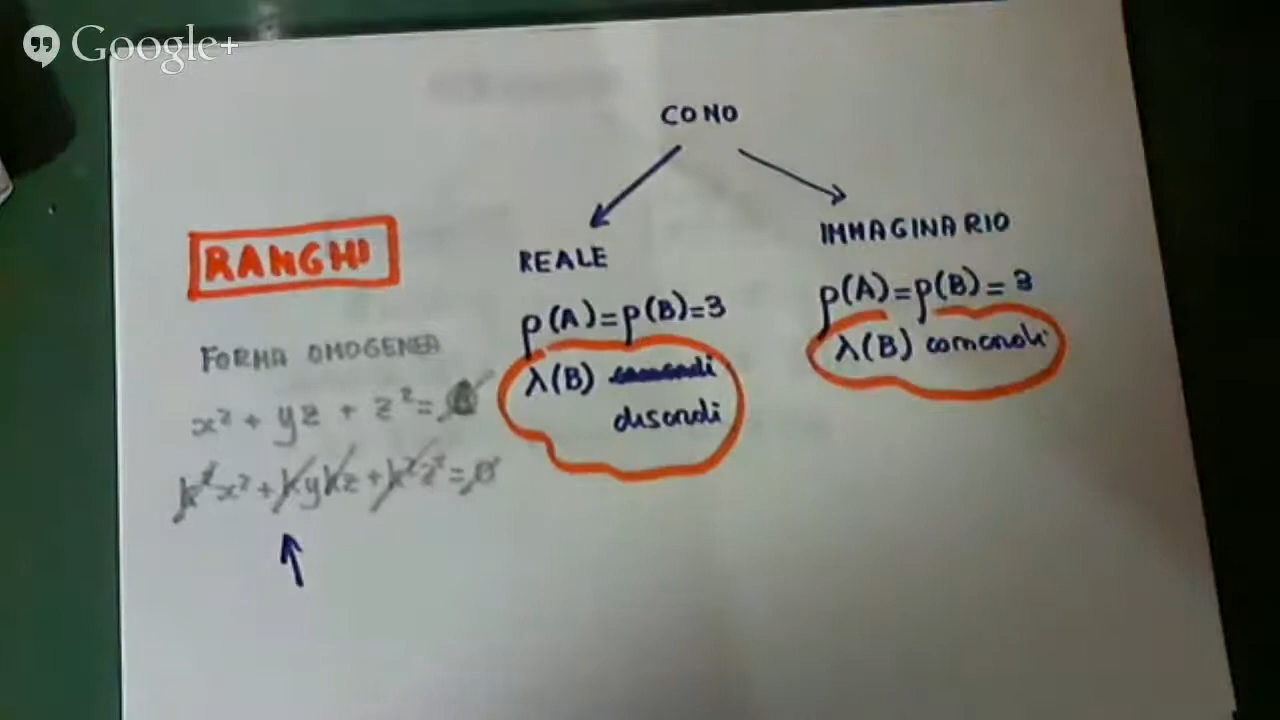 Google+
CONO
RANGHI
REALE
IMMAGINARIO
ρ(A)=ρ(B)=3
ρ(A)=ρ(B)=3
λ(B) discordi
λ(B) concordi
FORMA OMOGENEA
x² + yz + z² = 0
k²x² + kykz + k²z² = 0